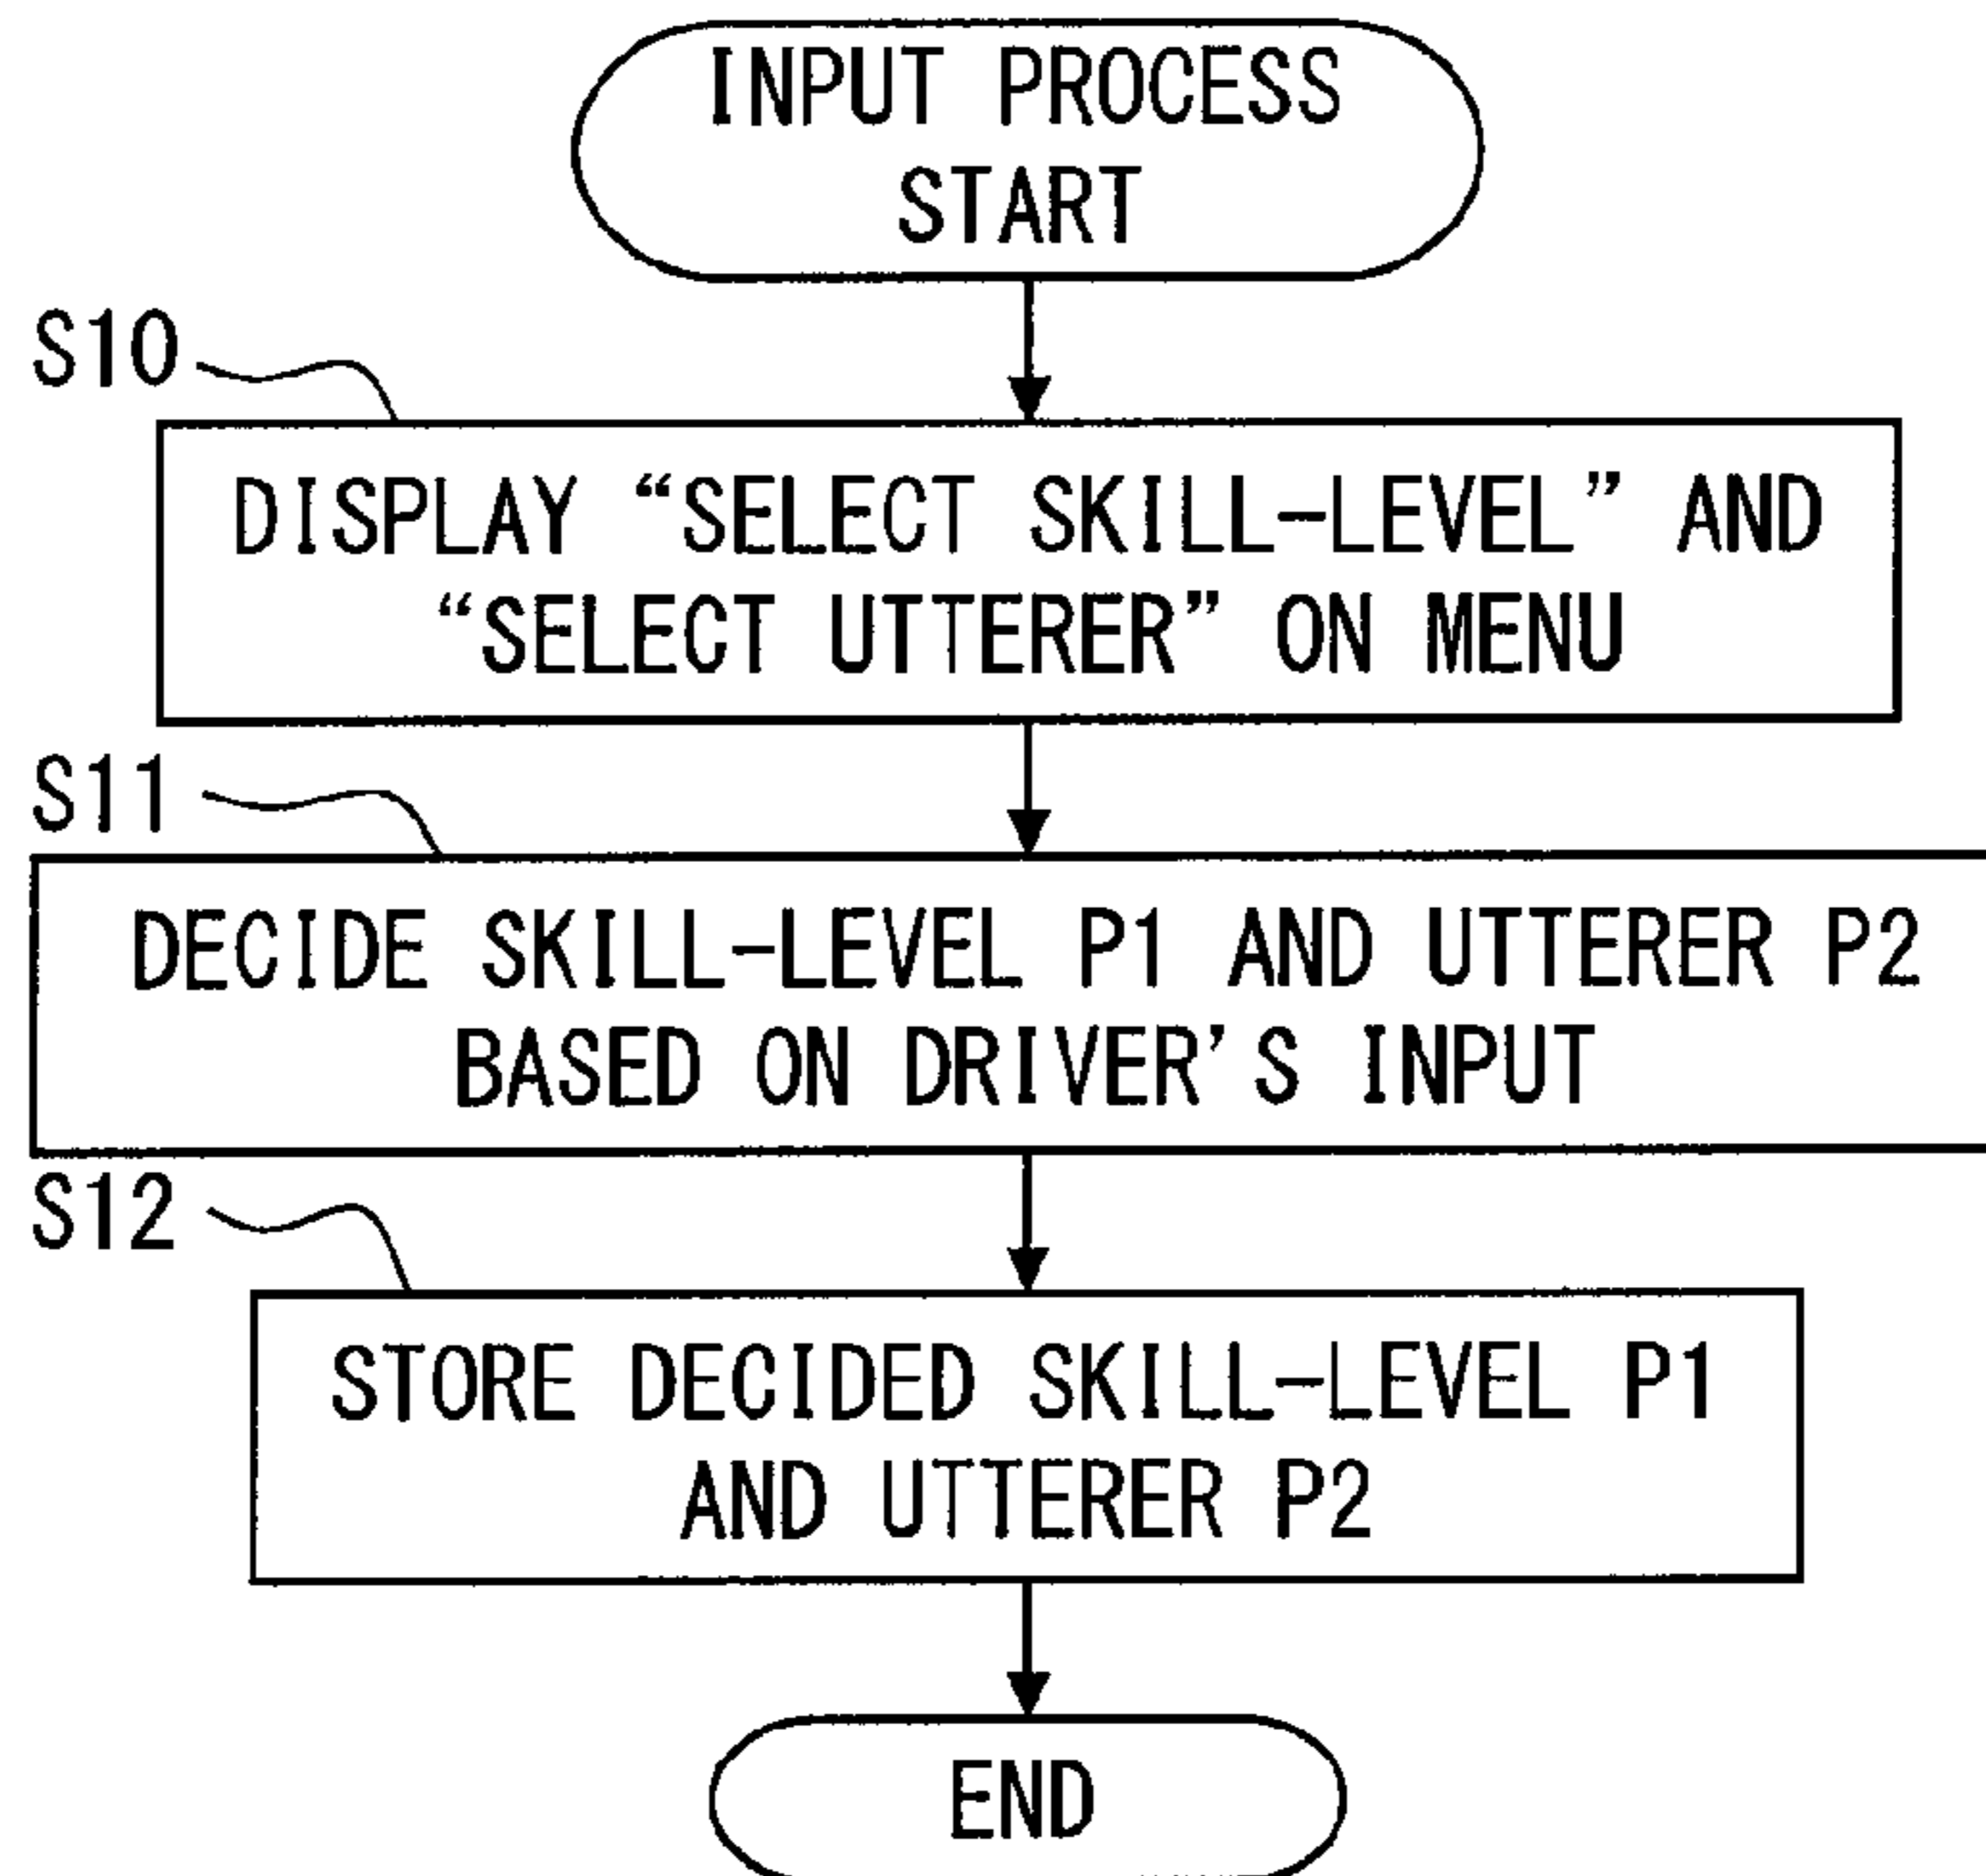 INPUT PROCESS
START
S10
DISPLAY “SELECT SKILL-LEVEL” AND
“SELECT UTTERER” ON MENU
S11
DECIDE SKILL-LEVEL P1 AND UTTERER P2
BASED ON DRIVER'S INPUT
S12
STORE DECIDED SKILL-LEVEL P1
AND UTTERER P2
END